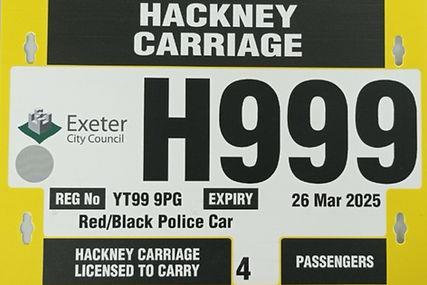 HACKNEY
CARRIAGE
Exeter
City Council
H999
REG No YT99 9PG EXPIRY 26 Mar 2025
Red/Black Police Car
HACKNEY CARRIAGE
LICENSED TO CARRY
4
PASSENGERS